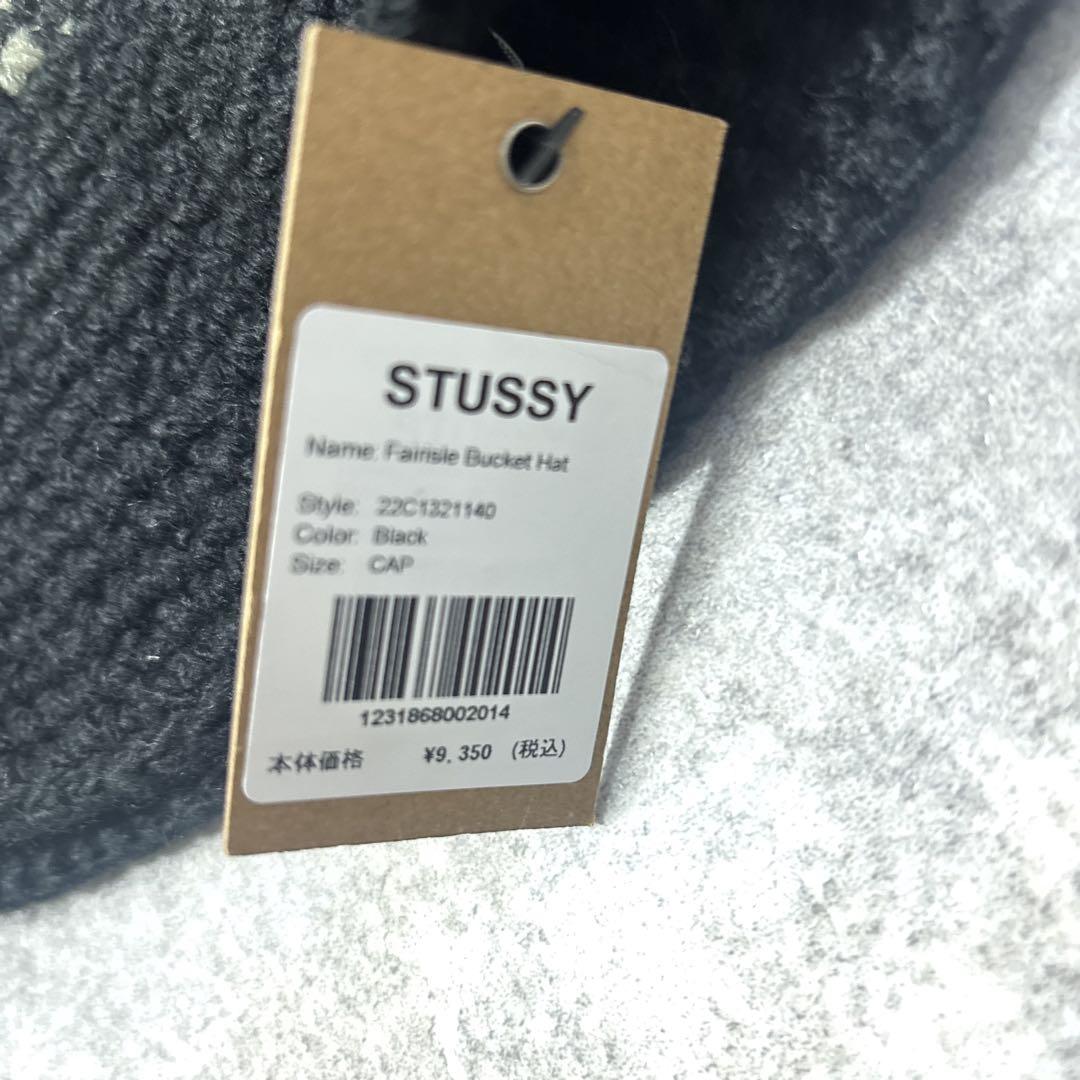 STUSSY
Name: Fairisle Bucket Hat
Style: 22C1321140
Color: Black
Size: CAP
1231868002014
本体価格 ¥9,350 (税込)